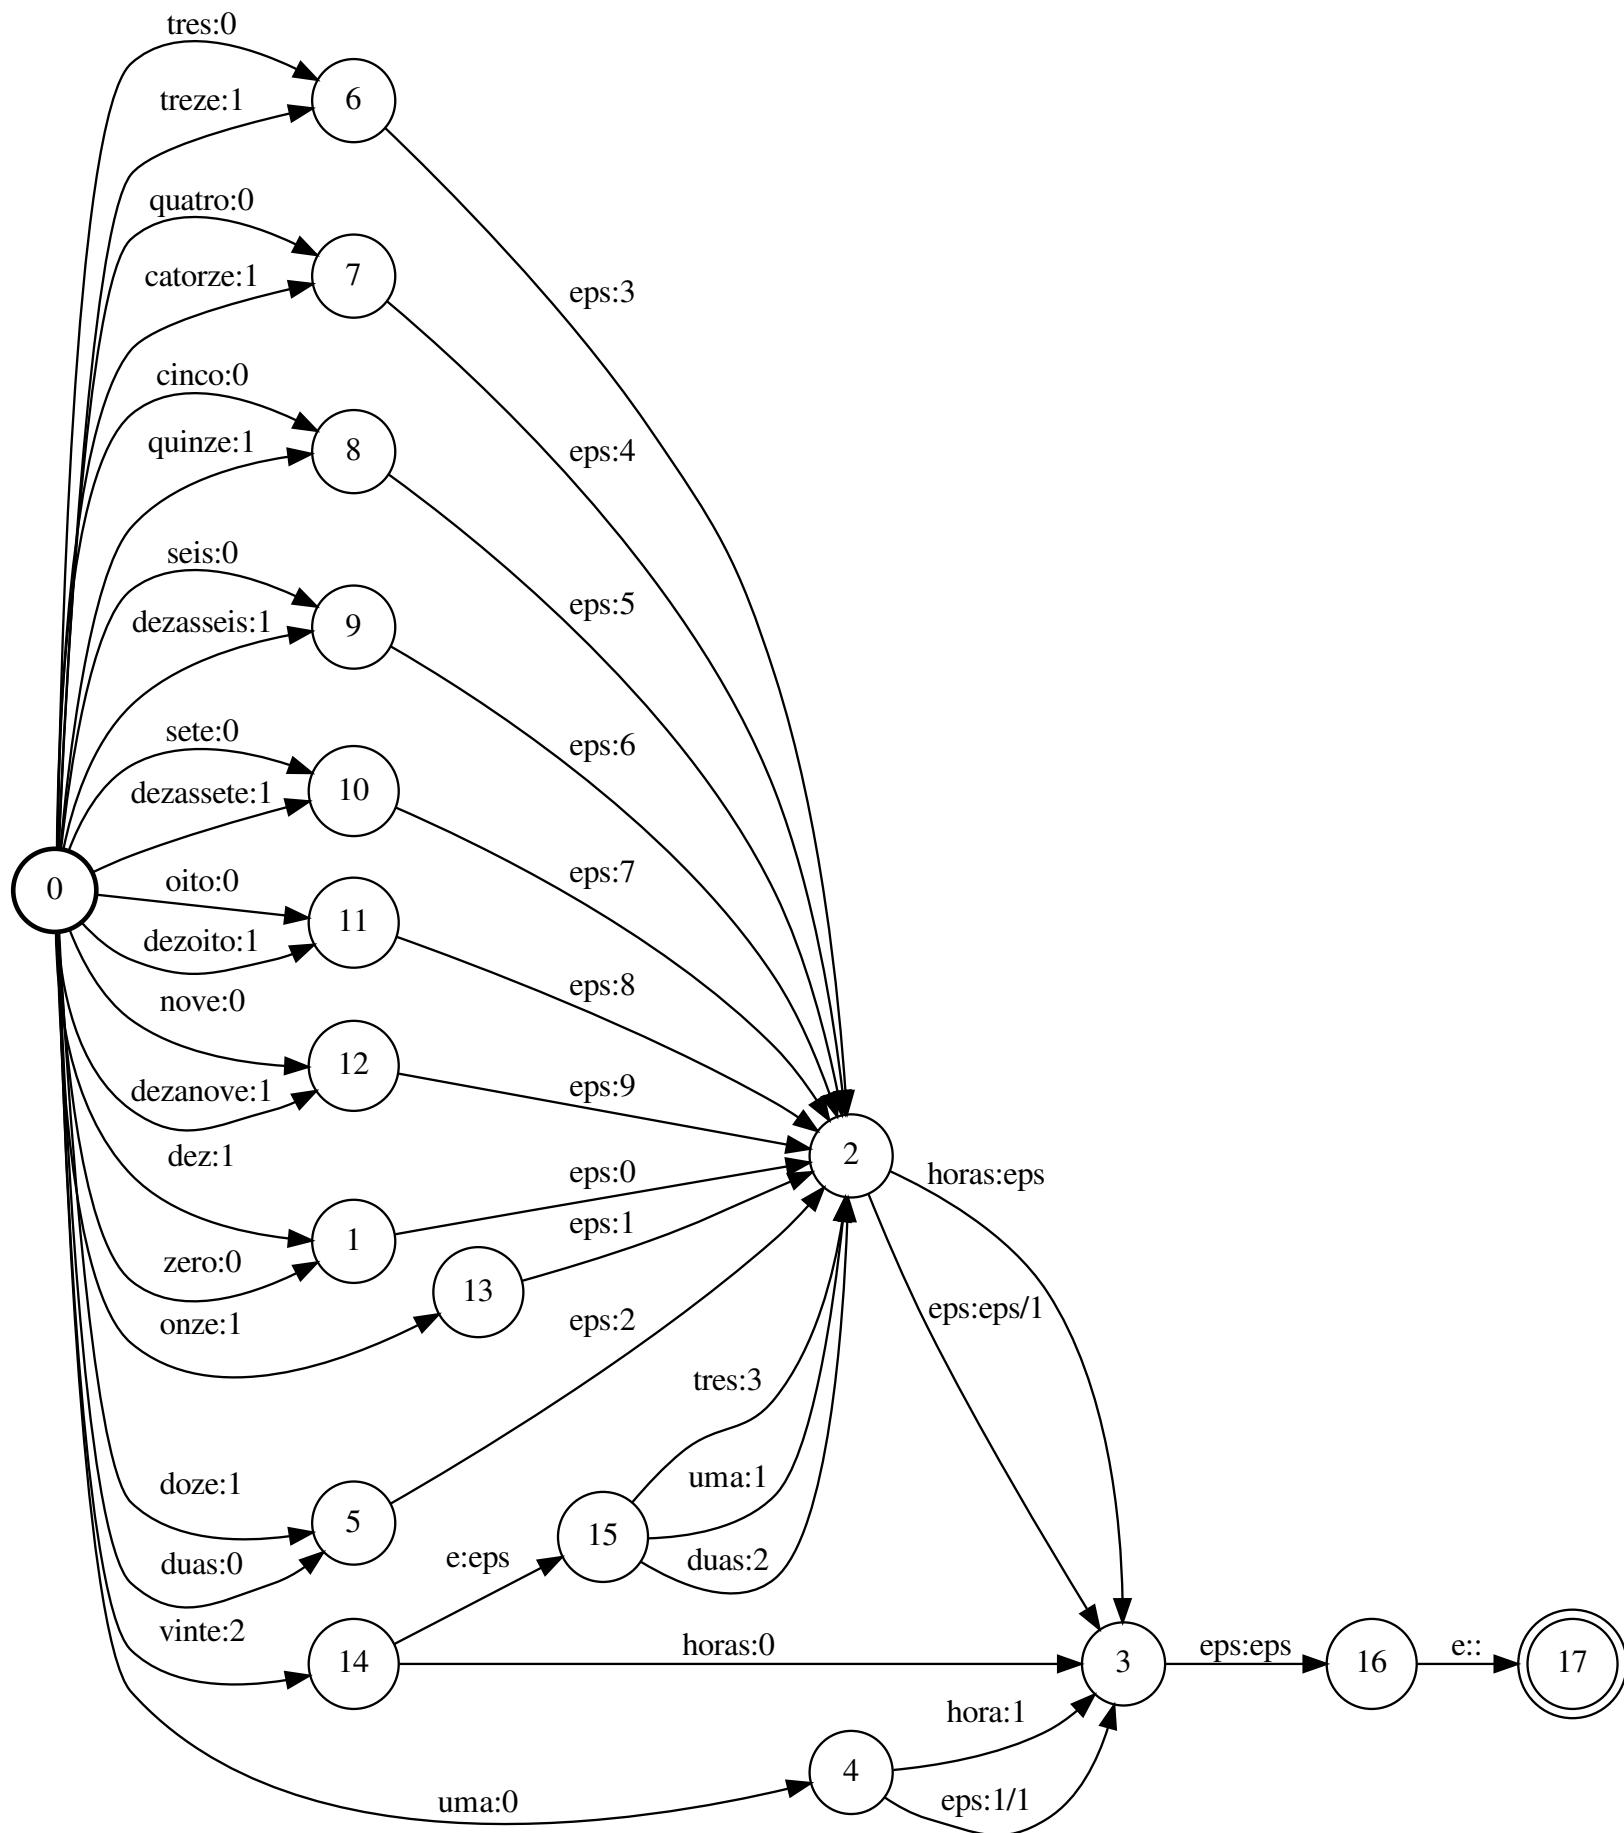 tres:0
treze:1
6
quatro:0
catorze:1
7
eps:3
cinco:0
quinze:1
8
eps:4
seis:0
dezasseis:1
9
eps:5
sete:0
dezassete:1
10
eps:6
0
oito:0
dezoito:1
11
eps:7
nove:0
dezanove:1
12
eps:8
eps:9
dez:1
zero:0
1
eps:0
2
horas:eps
onze:1
13
eps:1
eps:eps/1
eps:2
tres:3
doze:1
duas:0
5
uma:1
15
duas:2
e:eps
vinte:2
14
horas:0
3
eps:eps
16
e::
17
hora:1
4
eps:1/1
uma:0